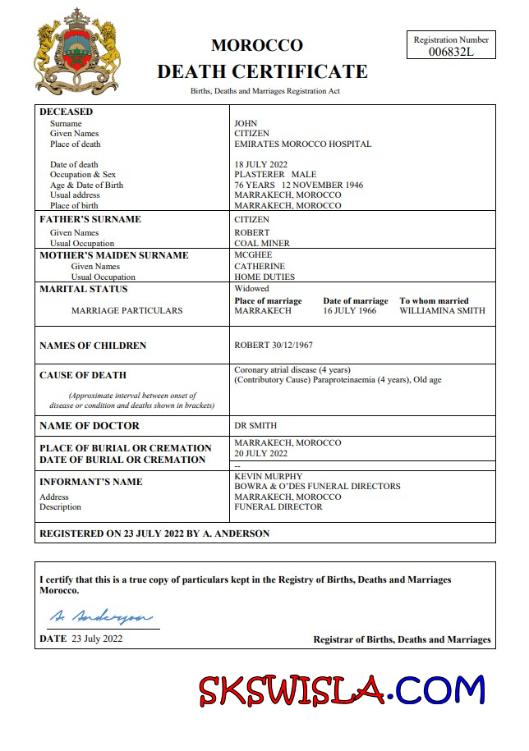 MOROCCO
DEATH CERTIFICATE
Births, Deaths and Marriages Registration Act
Registration Number
006832L
DECEASED
Surname JOHN
Given Names CITIZEN
Place of death EMIRATES MOROCCO HOSPITAL
Date of death 18 JULY 2022
Occupation & Sex PLASTERER MALE
Age & Date of Birth 76 YEARS 12 NOVEMBER 1946
Usual address MARRAKECH, MOROCCO
Place of birth MARRAKECH, MOROCCO
FATHER'S SURNAME CITIZEN
Given Names ROBERT
Usual Occupation COAL MINER
MOTHER'S MAIDEN SURNAME MCGHEE
Given Names CATHERINE
Usual Occupation HOME DUTIES
MARITAL STATUS Widowed
Place of marriage Date of marriage To whom married
MARRIAGE PARTICULARS MARRAKECH 16 JULY 1966 WILLIAMINA SMITH
NAMES OF CHILDREN ROBERT 30/12/1967
CAUSE OF DEATH
Coronary atrial disease (4 years)
(Contributory Cause) Paraproteinaemia (4 years), Old age
(Approximate interval between onset of
disease or condition and deaths shown in brackets)
NAME OF DOCTOR DR SMITH
PLACE OF BURIAL OR CREMATION MARRAKECH, MOROCCO
DATE OF BURIAL OR CREMATION 20 JULY 2022
--
INFORMANT'S NAME KEVIN MURPHY
BOWRA & O'DES FUNERAL DIRECTORS
Address MARRAKECH, MOROCCO
Description FUNERAL DIRECTOR
REGISTERED ON 23 JULY 2022 BY A. ANDERSON
I certify that this is a true copy of particulars kept in the Registry of Births, Deaths and Marriages
Morocco.
A. Anderson
DATE 23 July 2022
Registrar of Births, Deaths and Marriages
SKSWISLA.COM